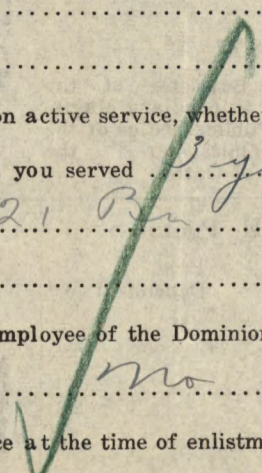 on active service, whethe
you served ........ 3 y
21 Bn
mployee of the Dominion
No
ce at the time of enlistm